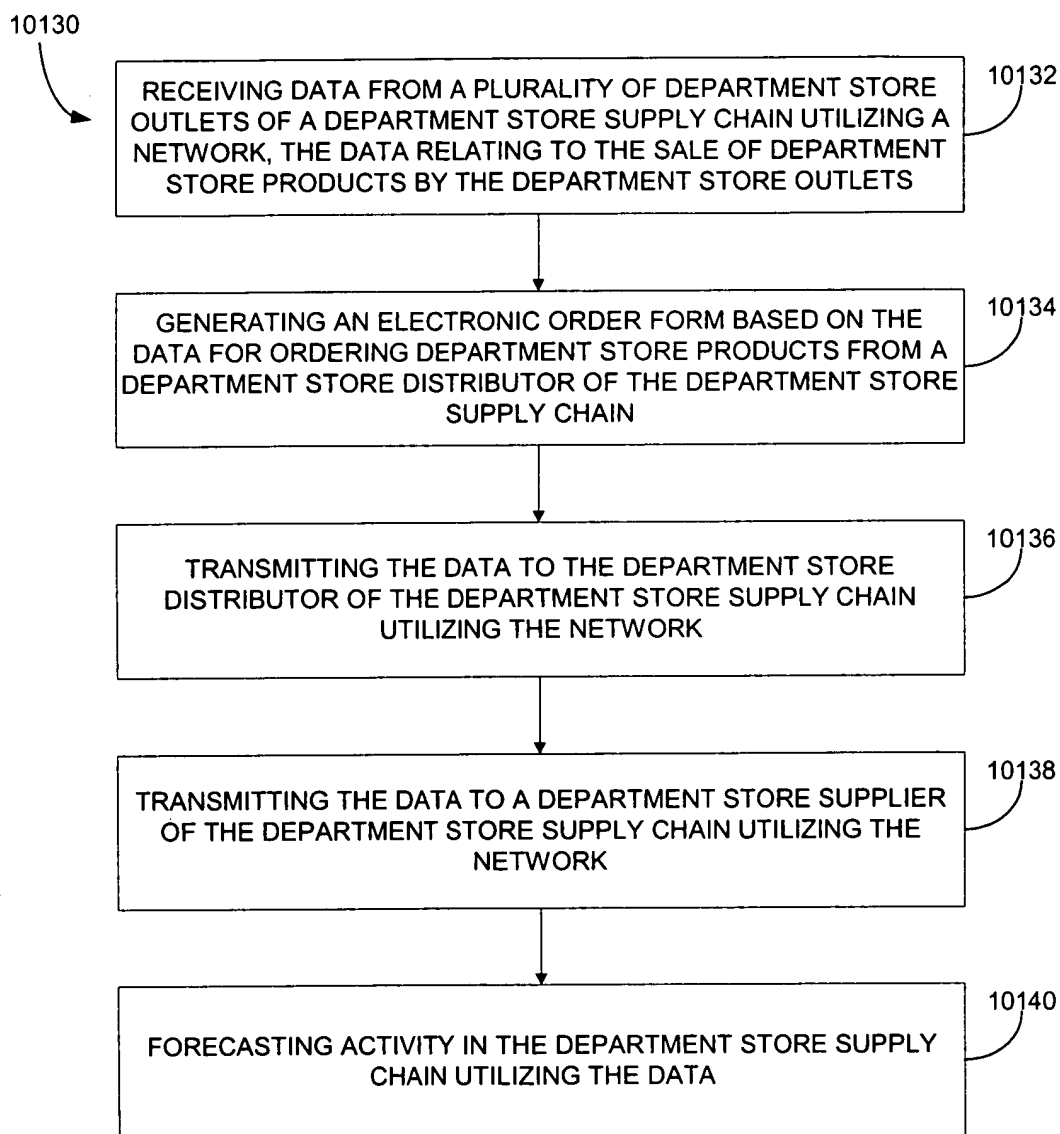 10130
10132
RECEIVING DATA FROM A PLURALITY OF DEPARTMENT STORE
OUTLETS OF A DEPARTMENT STORE SUPPLY CHAIN UTILIZING A
NETWORK, THE DATA RELATING TO THE SALE OF DEPARTMENT
STORE PRODUCTS BY THE DEPARTMENT STORE OUTLETS
10134
GENERATING AN ELECTRONIC ORDER FORM BASED ON THE
DATA FOR ORDERING DEPARTMENT STORE PRODUCTS FROM A
DEPARTMENT STORE DISTRIBUTOR OF THE DEPARTMENT STORE
SUPPLY CHAIN
10136
TRANSMITTING THE DATA TO THE DEPARTMENT STORE
DISTRIBUTOR OF THE DEPARTMENT STORE SUPPLY CHAIN
UTILIZING THE NETWORK
10138
TRANSMITTING THE DATA TO A DEPARTMENT STORE SUPPLIER
OF THE DEPARTMENT STORE SUPPLY CHAIN UTILIZING THE
NETWORK
10140
FORECASTING ACTIVITY IN THE DEPARTMENT STORE SUPPLY
CHAIN UTILIZING THE DATA